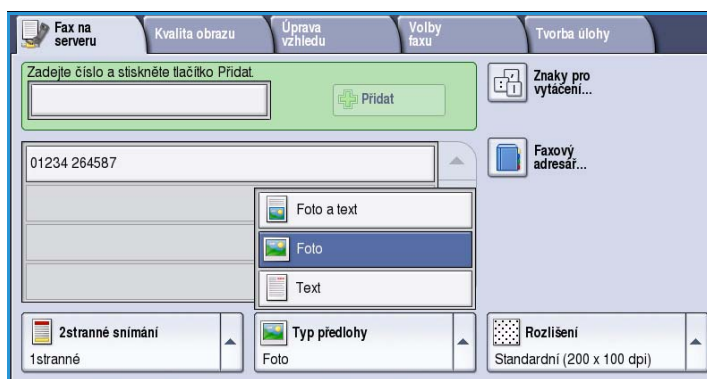 Fax na
serveru
Kvalita obrazu
Úprava
vzhledu
Volby
faxu
Tvorba úlohy
Zadejte číslo a stiskněte tlačítko Přidat.
Přidat
Znaky pro
vytáčení...
01234 264587
Faxový
adresář...
Foto a text
Foto
Text
2stranné snímání
1stranné
Typ předlohy
Foto
Rozlišení
Standardní (200 x 100 dpi)